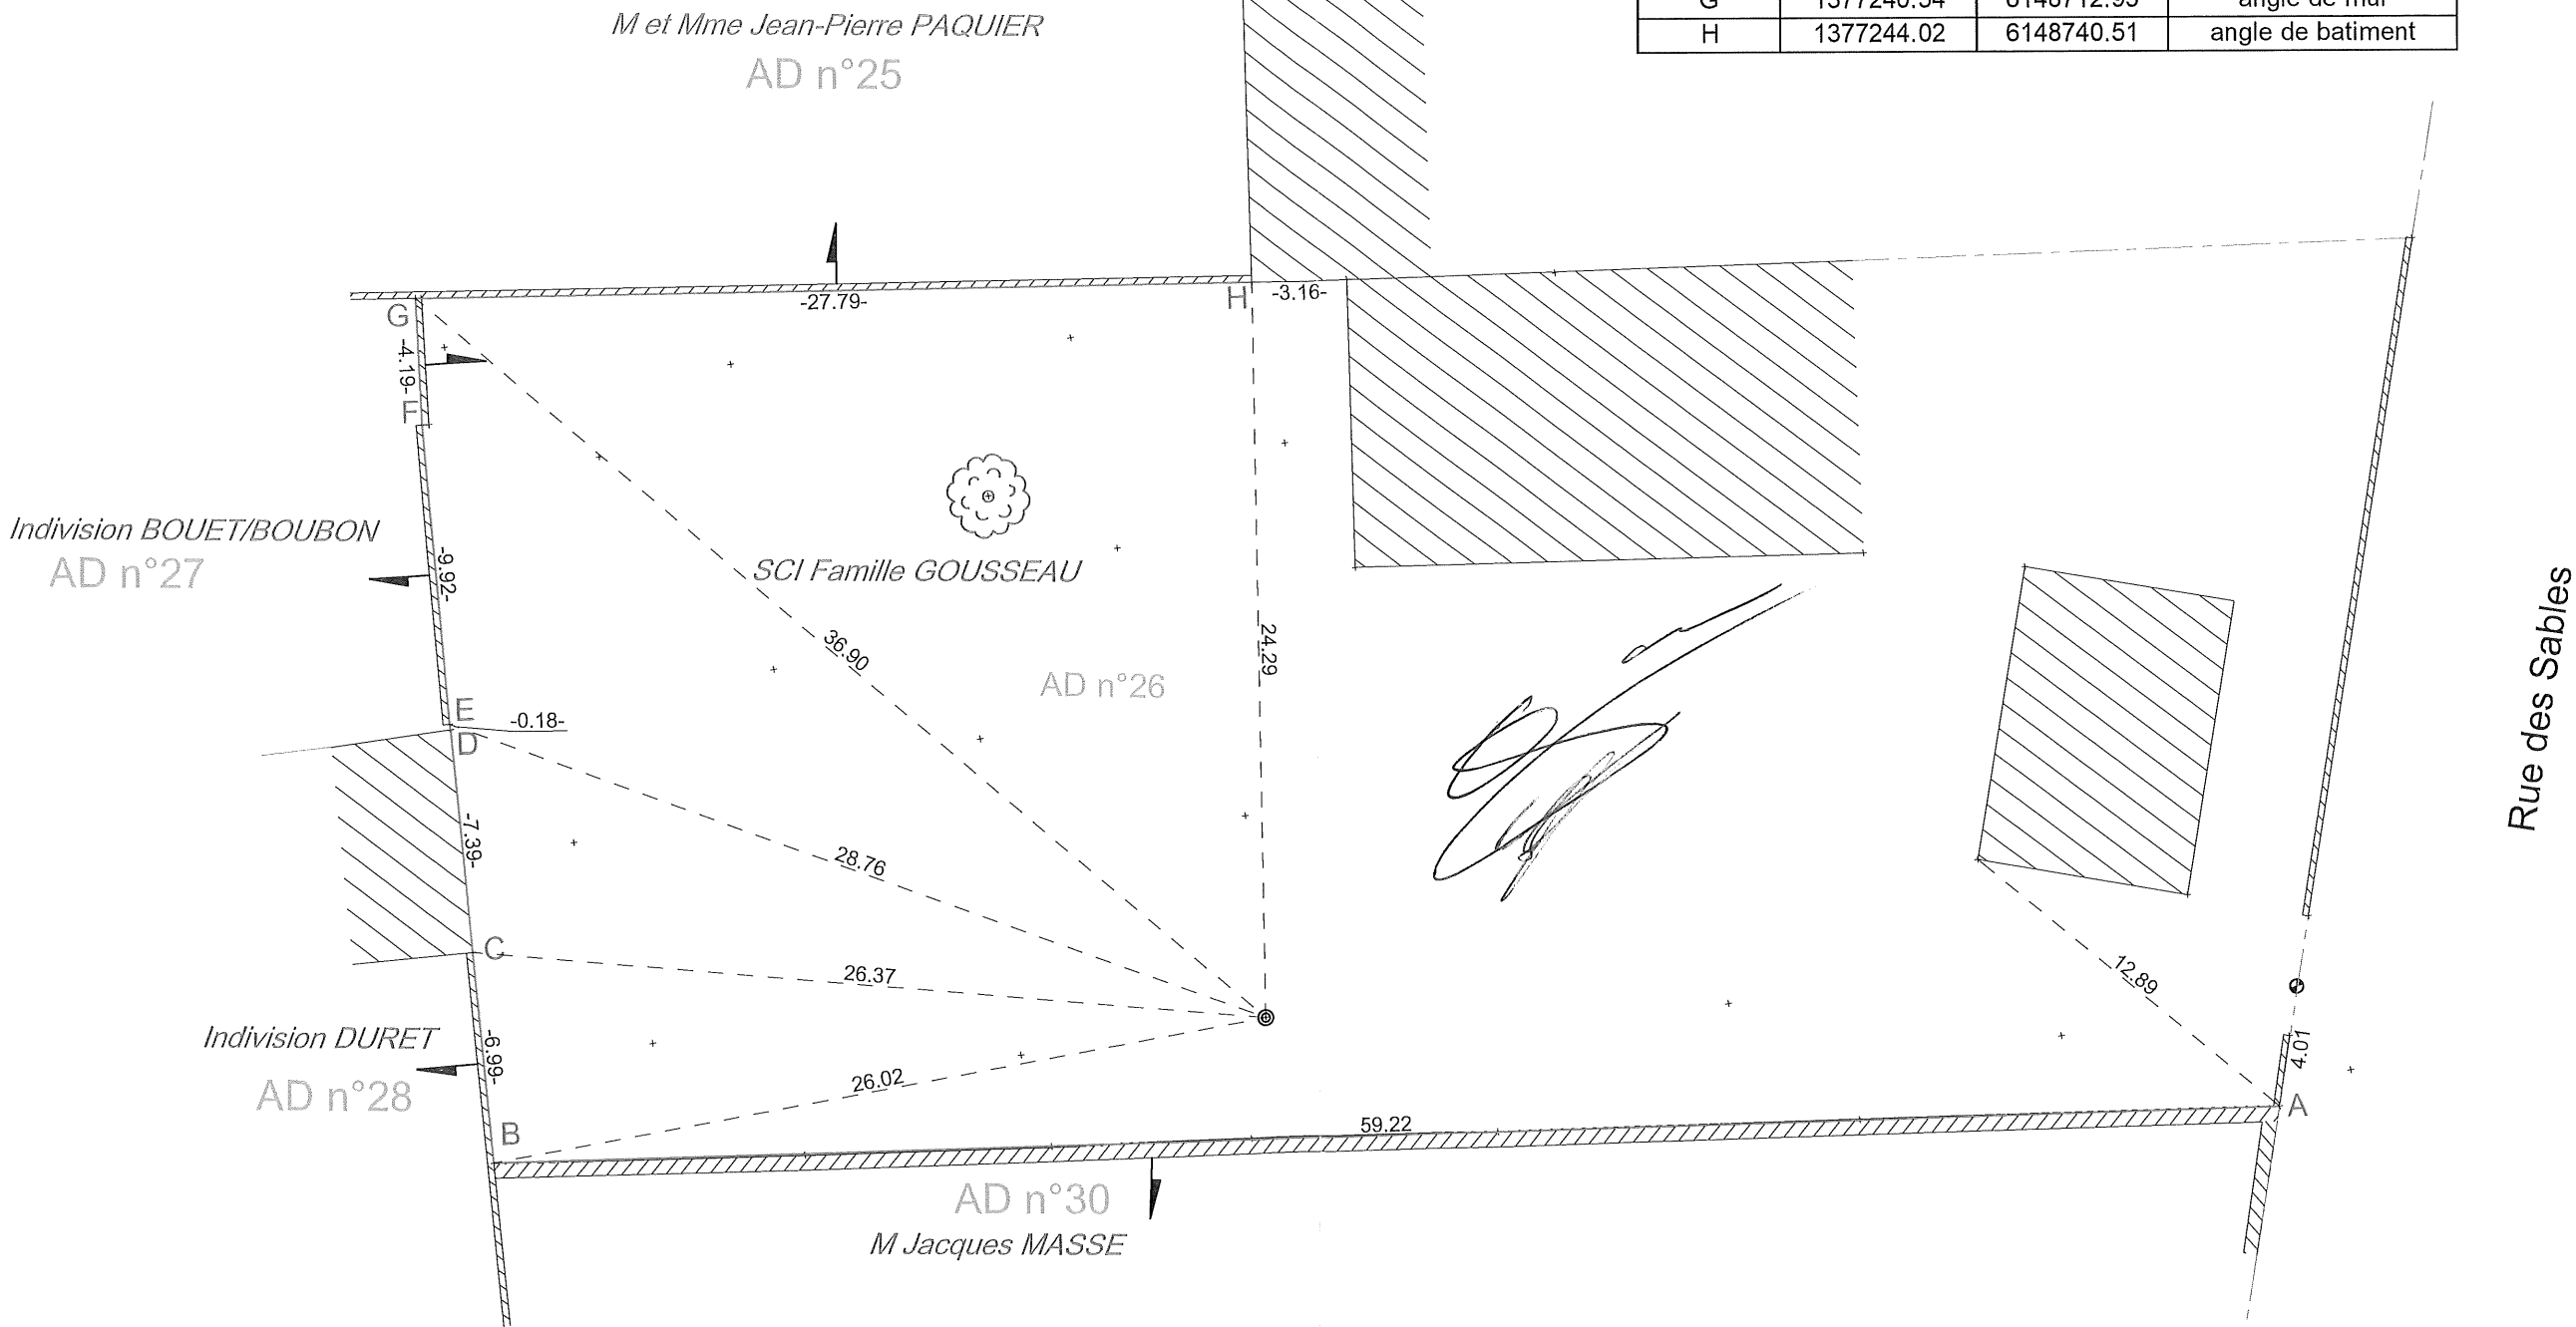 M et Mme Jean-Pierre PAQUIER
AD n°25
H 1377244.02 6148740.51 angle de batiment
G
-27.79-
H
-3.16-
-4.19-
F
Indivision BOUET/BOUBON
AD n°27
-9.92-
SCI Famille GOUSSEAU
36.90
24.29
AD n°26
Rue des Sables
E
-0.18-
D
-7.39-
28.76
C
26.37
12.89
Indivision DURET
AD n°28
-6.99-
26.02
4.01
A
B
59.22
AD n°30
M Jacques MASSE